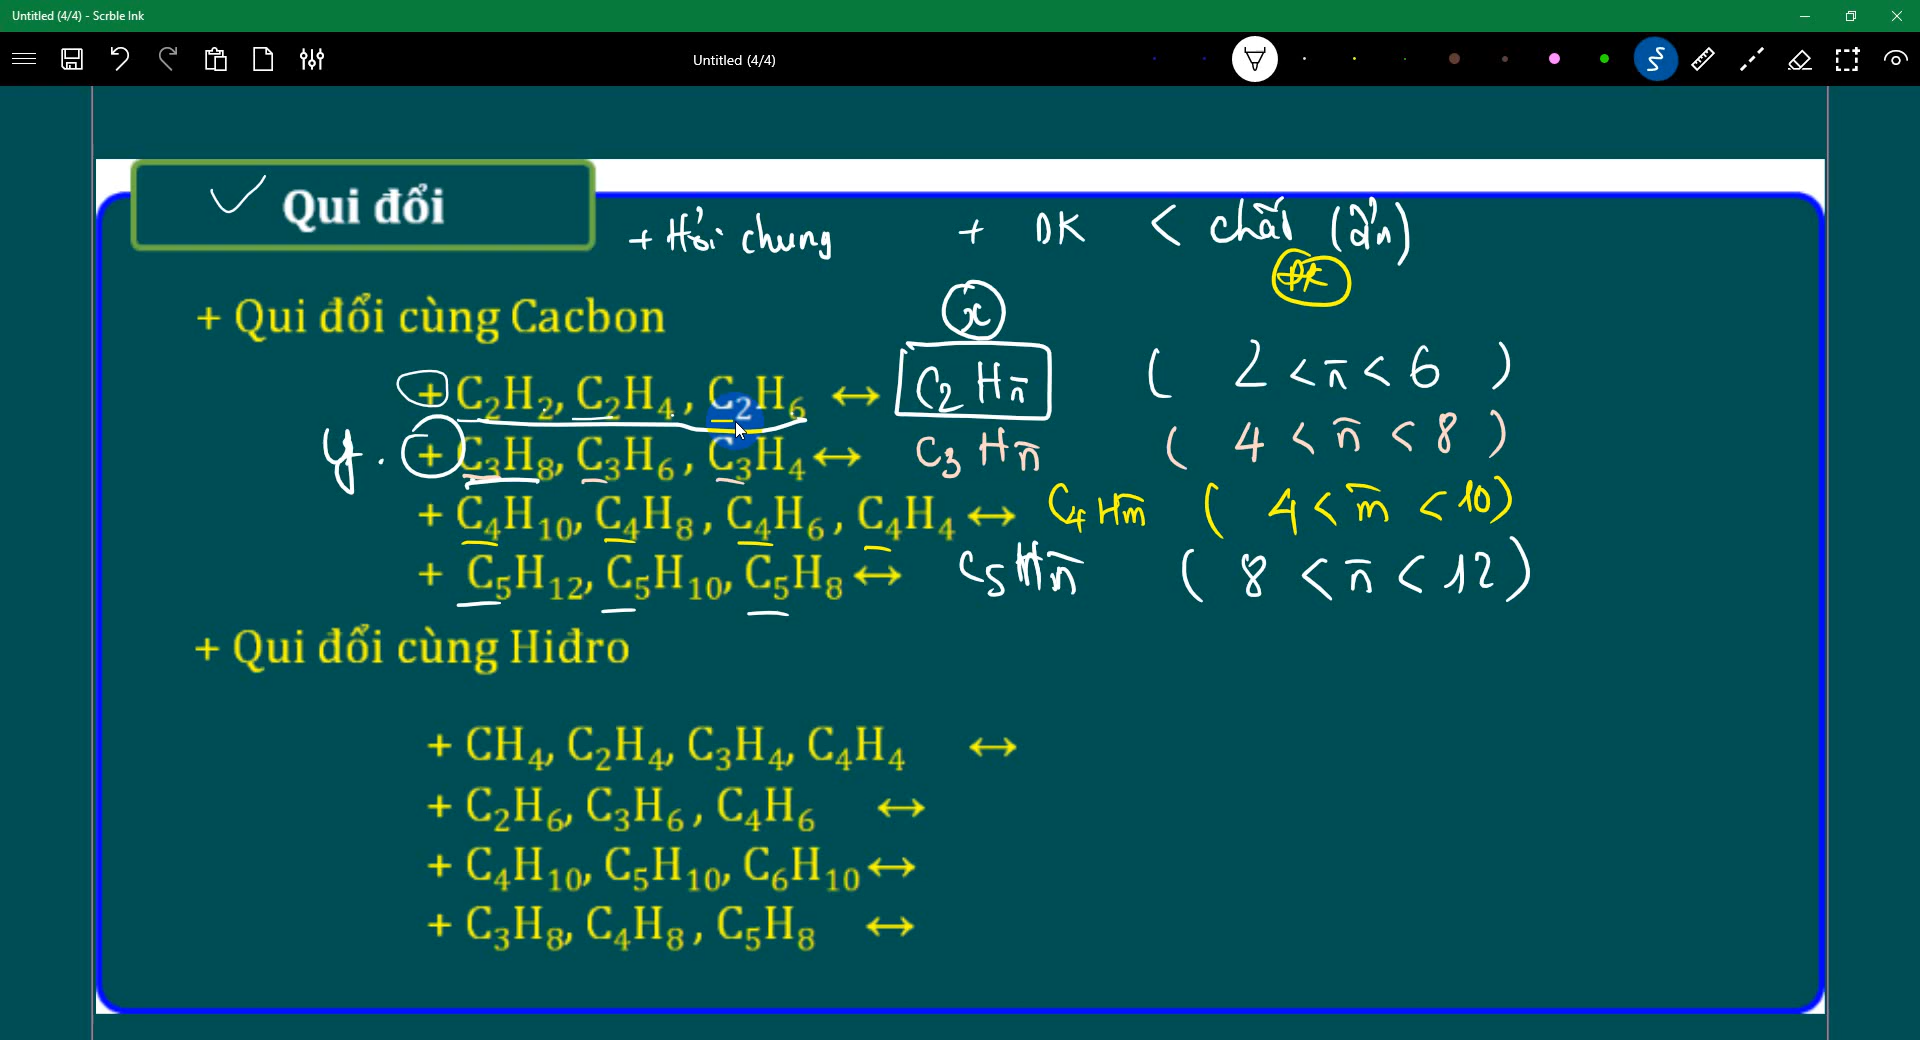 Untitled (4/4) - Scrble Ink
Untitled (4/4)
Qui đổi
+ Hỏi chung + DK < chất (ẩn)
ĐK
+ Qui đổi cùng Cacbon
x
+ C₂H₂, C₂H₄, C₂H₆ ↔ C₂Hn̄ ( 2 < n̄ < 6 )
y. + C₃H₈, C₃H₆, C₃H₄ ↔ C₃Hn̄ ( 4 < n̄ < 8 )
+ C₄H₁₀, C₄H₈, C₄H₆, C₄H₄ ↔ C₄Hm̄ ( 4 < m̄ < 10)
+ C₅H₁₂, C₅H₁₀, C₅H₈ ↔ C₅Hn̄ ( 8 < n̄ < 12 )
+ Qui đổi cùng Hiđro
+ CH₄, C₂H₄, C₃H₄, C₄H₄ ↔
+ C₂H₆, C₃H₆, C₄H₆ ↔
+ C₄H₁₀, C₅H₁₀, C₆H₁₀ ↔
+ C₃H₈, C₄H₈, C₅H₈ ↔